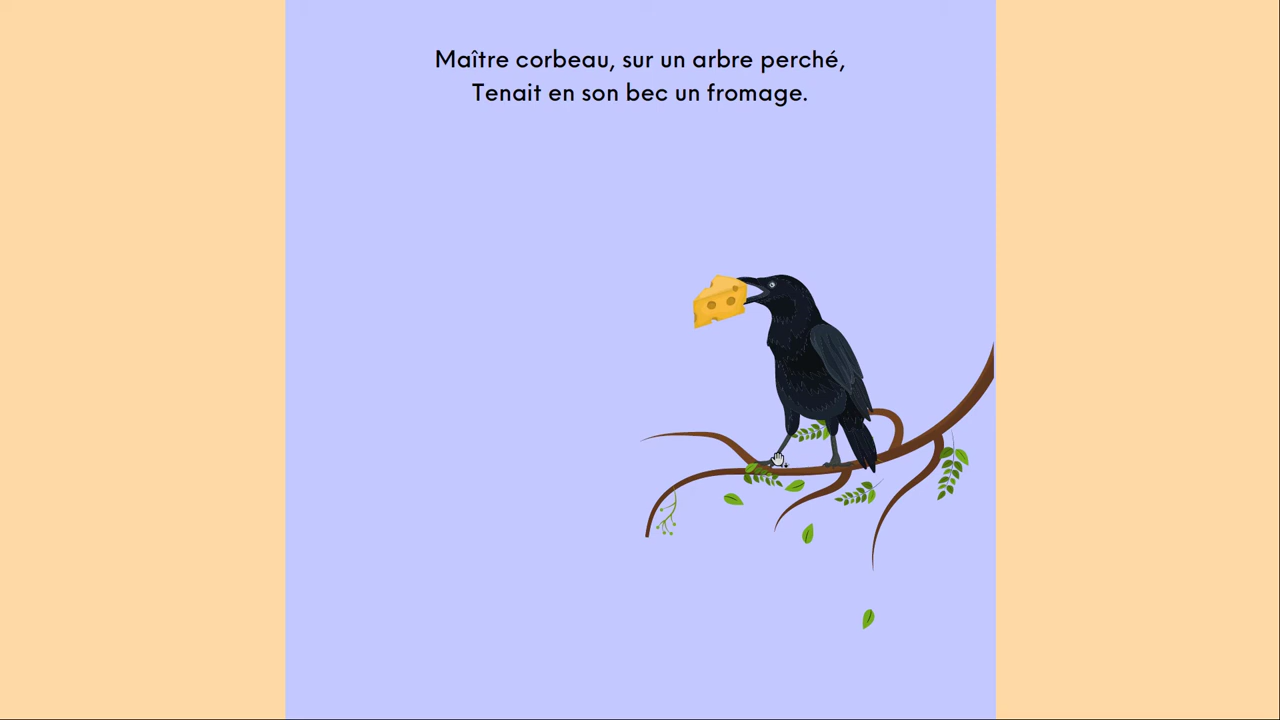 Maître corbeau, sur un arbre perché,
Tenait en son bec un fromage.